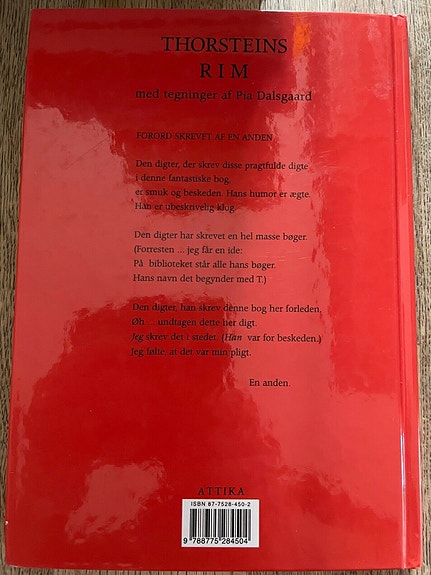 THORSTEINS
RIM
med tegninger af Pia Dalsgaard
FORORD SKREVET AF EN ANDEN
Den digter, der skrev disse pragtfulde digte
i denne fantastiske bog,
er smuk og beskeden. Hans humor er ægte.
Han er ubeskrivelig klog.
Den digter har skrevet en hel masse bøger.
(Forresten ... jeg får en ide:
På biblioteket står alle hans bøger.
Hans navn det begynder med T.)
Den digter, han skrev denne bog her forleden,
Øh ... undtagen dette her digt.
Jeg skrev det i stedet. (Han var for beskeden.)
Jeg følte, at det var min pligt.
En anden.
ATTIKA
ISBN 87-7528-450-2
9 788775 284504